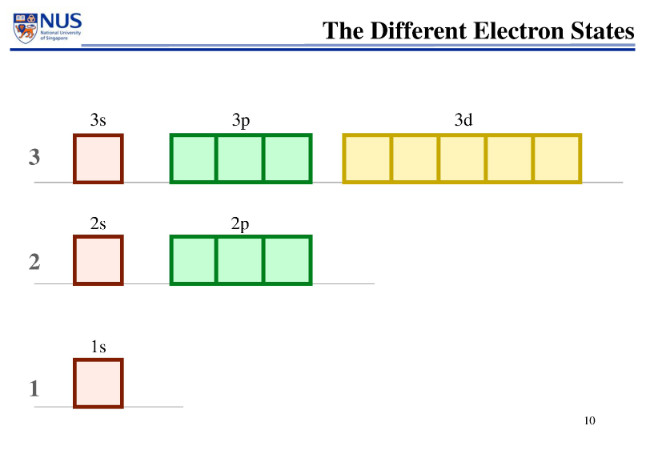 NUS
National University
of Singapore
The Different Electron States
3s 3p 3d
3
2s 2p
2
1s
1
10